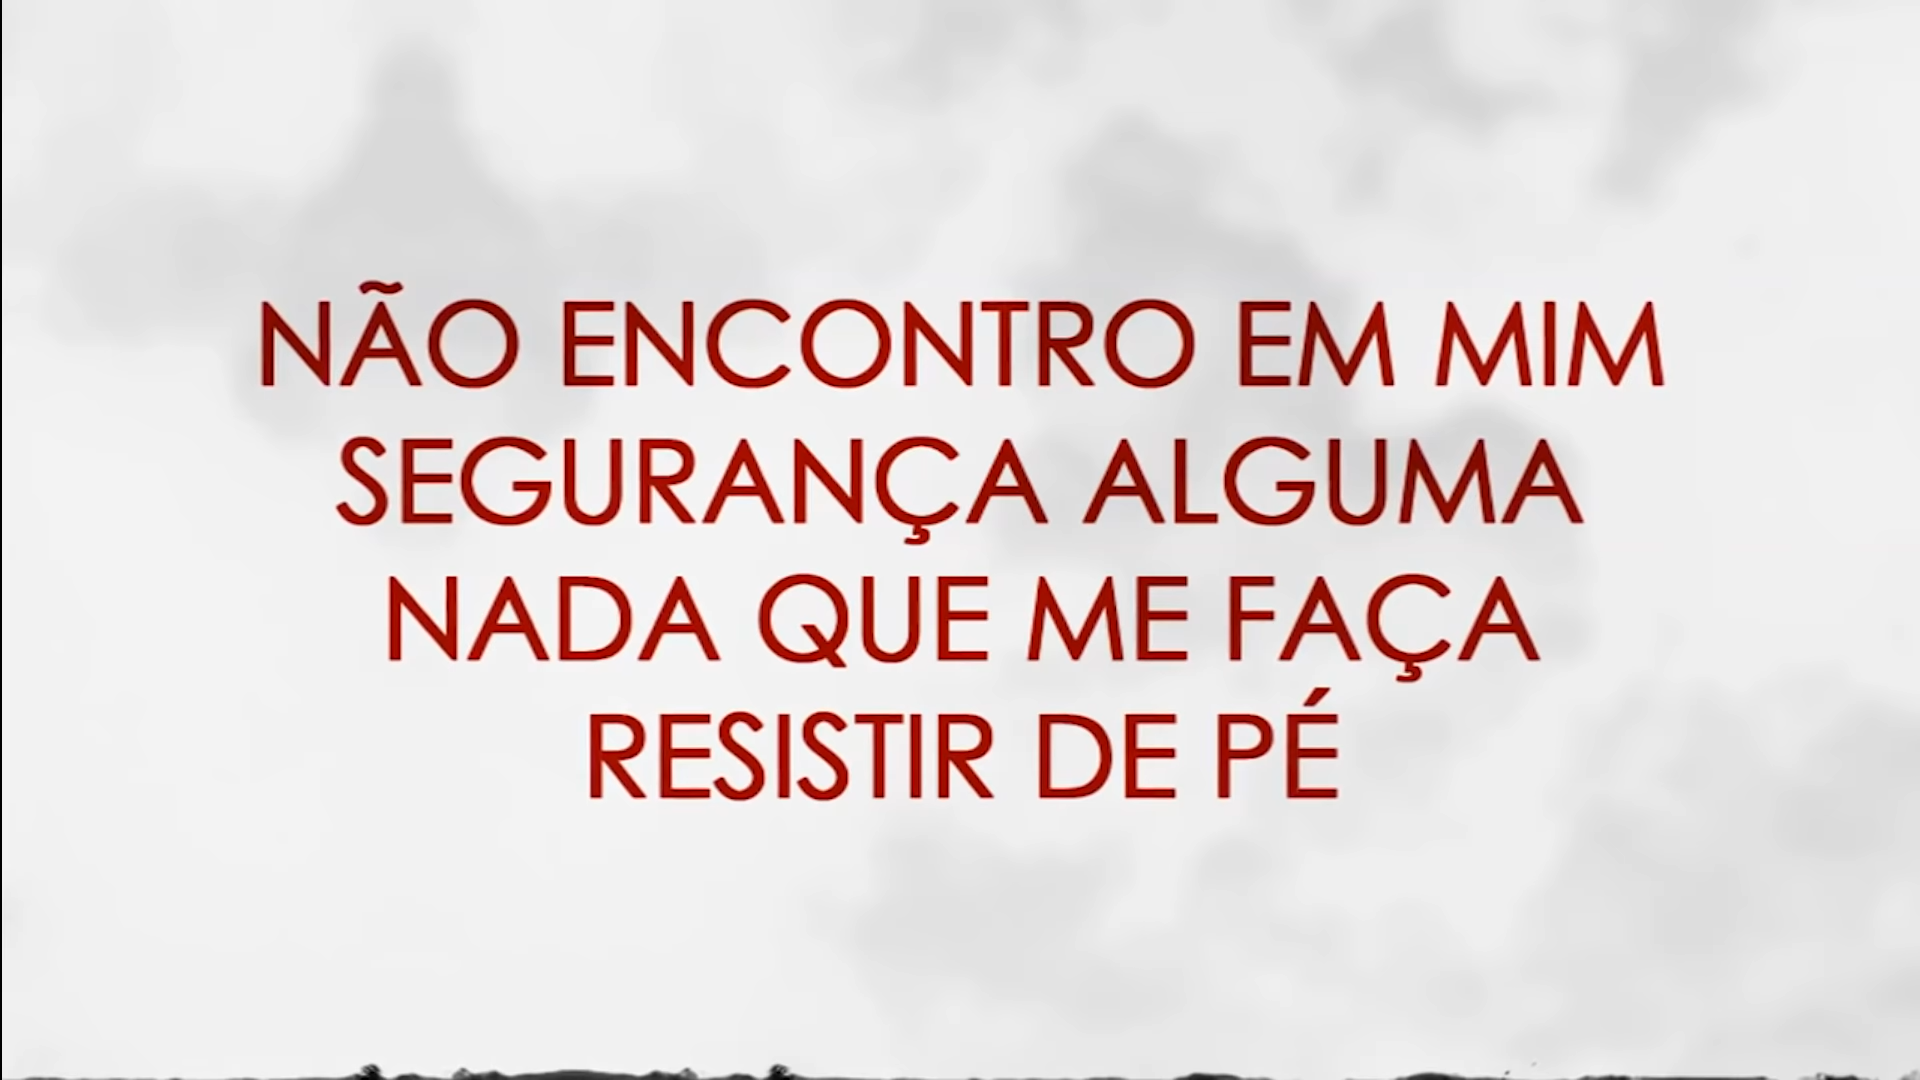 NÃO ENCONTRO EM MIM
SEGURANÇA ALGUMA
NADA QUE ME FAÇA
RESISTIR DE PÉ